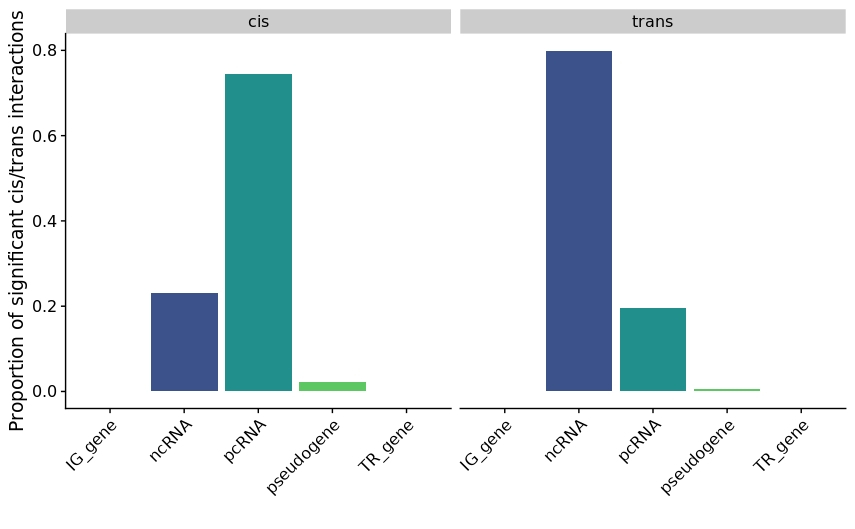 cis
trans
Proportion of significant cis/trans interactions
0.8
0.6
0.4
0.2
0.0
IG_gene
ncRNA
pcRNA
pseudogene
TR_gene
IG_gene
ncRNA
pcRNA
pseudogene
TR_gene